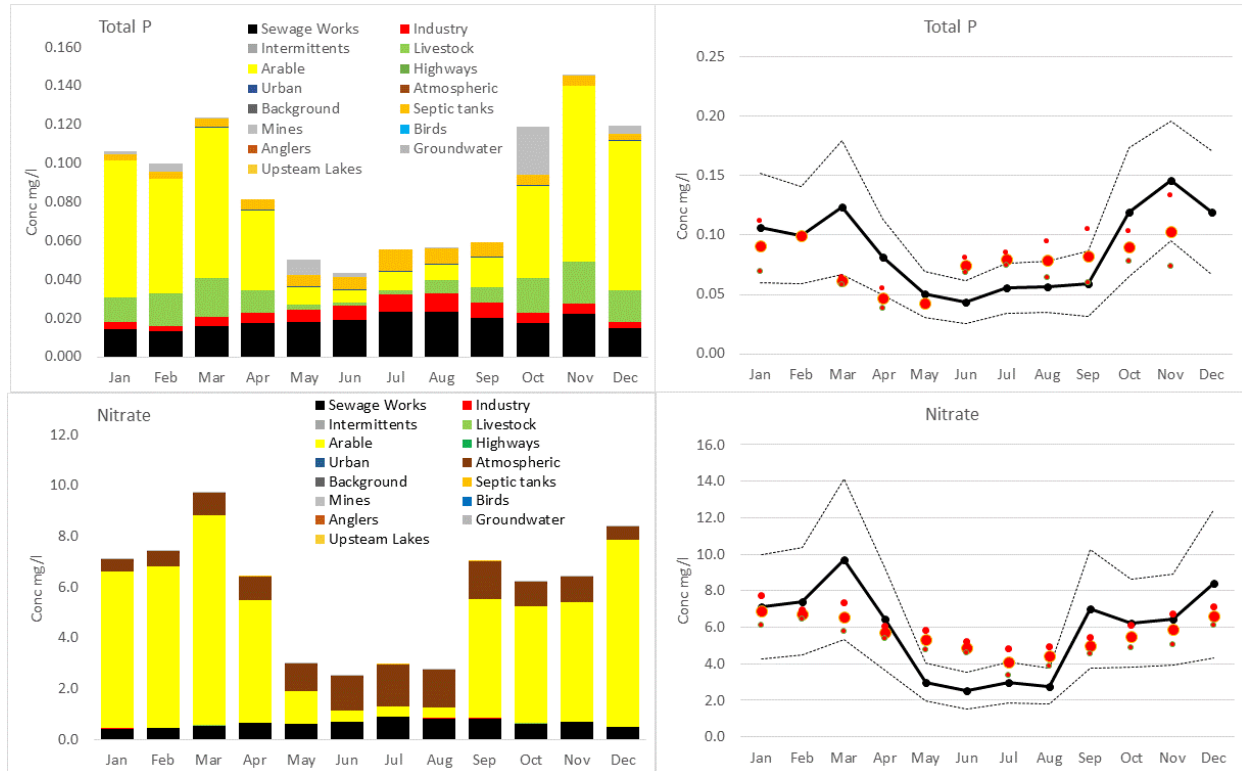 Total P
Sewage Works Industry
Intermittents Livestock
Arable Highways
Urban Atmospheric
Background Septic tanks
Mines Birds
Anglers Groundwater
Upsteam Lakes
Conc mg/l
0.160
0.140
0.120
0.100
0.080
0.060
0.040
0.020
0.000
Jan Feb Mar Apr May Jun Jul Aug Sep Oct Nov Dec
Total P
Conc mg/l
0.25
0.20
0.15
0.10
0.05
0.00
Jan Feb Mar Apr May Jun Jul Aug Sep Oct Nov Dec
Nitrate
Sewage Works Industry
Intermittents Livestock
Arable Highways
Urban Atmospheric
Background Septic tanks
Mines Birds
Anglers Groundwater
Upsteam Lakes
Conc mg/l
12.0
10.0
8.0
6.0
4.0
2.0
0.0
Jan Feb Mar Apr May Jun Jul Aug Sep Oct Nov Dec
Nitrate
Conc mg/l
16.0
14.0
12.0
10.0
8.0
6.0
4.0
2.0
0.0
Jan Feb Mar Apr May Jun Jul Aug Sep Oct Nov Dec